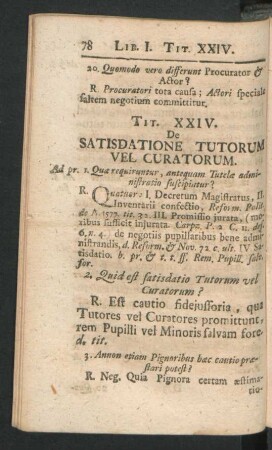 78 LIB. I. TIT. XXIV.
20. Quomodo vero differunt Procurator &
Actor?
R. Procuratori tota causa; Actori speciale
saltem negotium committitur.
TIT. XXIV.
De
SATISDATIONE TUTORUM
VEL CURATORUM.
Ad pr. 1. Quæ requiruntur, antequam Tutelæ admi-
nistratio suscipiatur?
R. Quatuor: I. Decretum Magistratus, II.
Inventarii confectio, Reform. Polit.
de A. 1577. tit. 32. III. Promissio jurata, (mo-
ribus sufficit injurata. Carpz. P. 2. C. 11. def.
6. n. 4. de negotiis pupillaribus bene admi-
nistrandis, d. Reform. & Nov. 72. c. ult. IV. Sa-
tisdatio. b. pr. & t. t. ff. Rem. Pupill. salv.
for.
2. Quid est satisdatio Tutorum vel
Curatorum?
R. Est cautio fidejussoria, qua
Tutores vel Curatores promittunt,
rem Pupilli vel Minoris salvam fore.
d. tit.
3. Annon etiam Pignoribus hæc cautio præ-
stari potest?
R. Neg. Quia Pignora certam æstima-
tio-